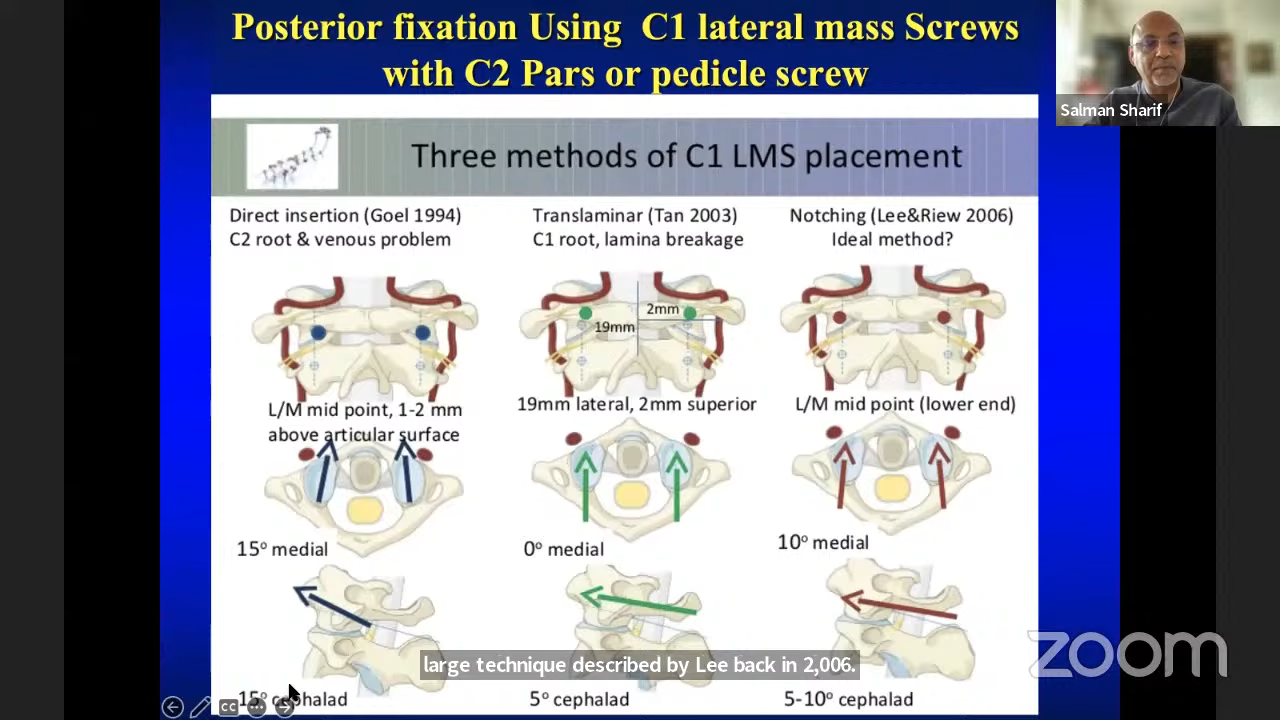 Posterior fixation Using C1 lateral mass Screws
with C2 Pars or pedicle screw
Salman Sharif
Three methods of C1 LMS placement
Direct insertion (Goel 1994)
C2 root & venous problem
Translaminar (Tan 2003)
C1 root, lamina breakage
Notching (Lee&Riew 2006)
Ideal method?
2mm
19mm
L/M mid point, 1-2 mm
above articular surface
19mm lateral, 2mm superior
L/M mid point (lower end)
15° medial
0° medial
10° medial
large technique described by Lee back in 2,006.
15° cephalad
5° cephalad
5-10° cephalad
zoom
CC